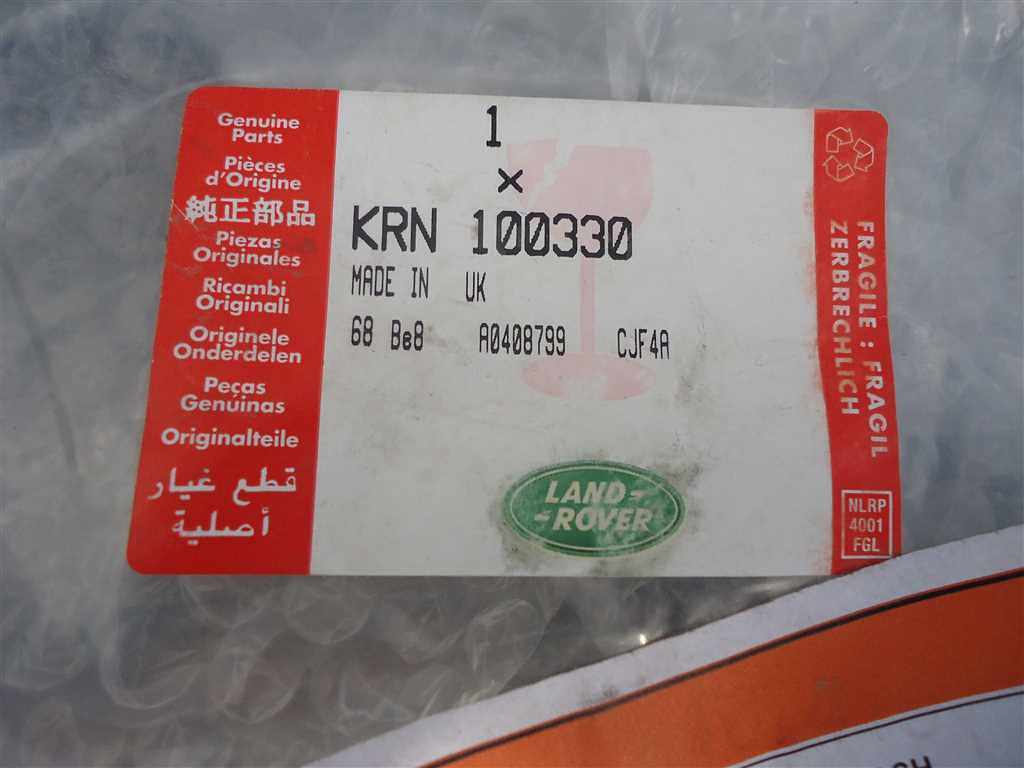 Genuine
Parts
Pièces
d'Origine
純正部品
Piezas
Originales
Ricambi
Originali
Originele
Onderdelen
Peças
Genuinas
Originalteile
قطع غيار
أصلية
1
×
KRN 100330
MADE IN UK
68 Be8 A0408799 CJF4A
LAND-
-ROVER
FRAGILE : FRAGIL
ZERBRECHLICH
NLRP
4001
FGL